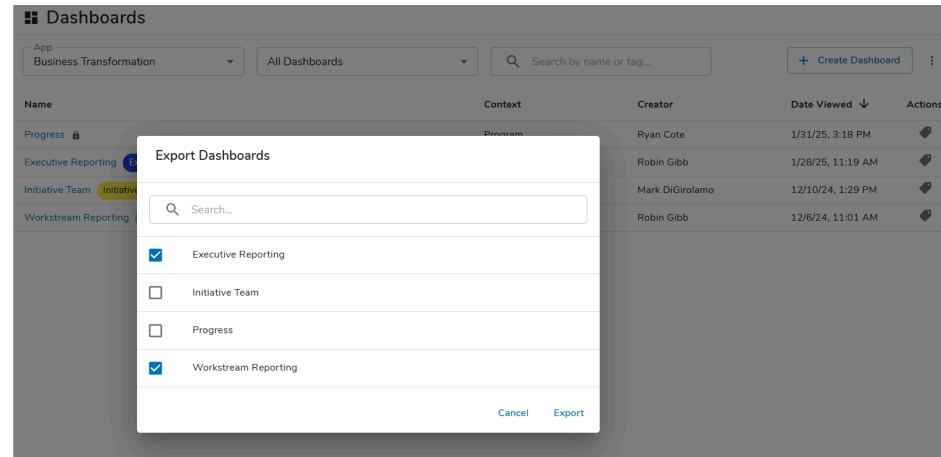 Dashboards
App
Business Transformation
All Dashboards
Search by name or tag...
+ Create Dashboard
Name Context Creator Date Viewed Actions
Progress Program Ryan Cote 1/31/25, 3:18 PM
Executive Reporting Robin Gibb 1/28/25, 11:19 AM
Initiative Team Initiative Mark DiGirolamo 12/10/24, 1:29 PM
Workstream Reporting Robin Gibb 12/6/24, 11:01 AM
Export Dashboards
Search...
Executive Reporting
Initiative Team
Progress
Workstream Reporting
Cancel Export